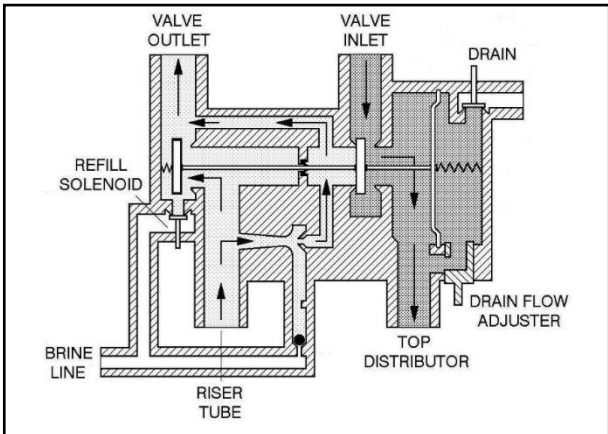 VALVE
OUTLET
VALVE
INLET
DRAIN
REFILL
SOLENOID
DRAIN FLOW
ADJUSTER
BRINE
LINE
RISER
TUBE
TOP
DISTRIBUTOR